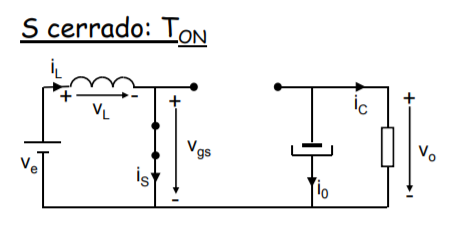 S cerrado: TON
iL
+ -
vL
+
vgs
-
ve
iS
iC
i0
+
vo
-